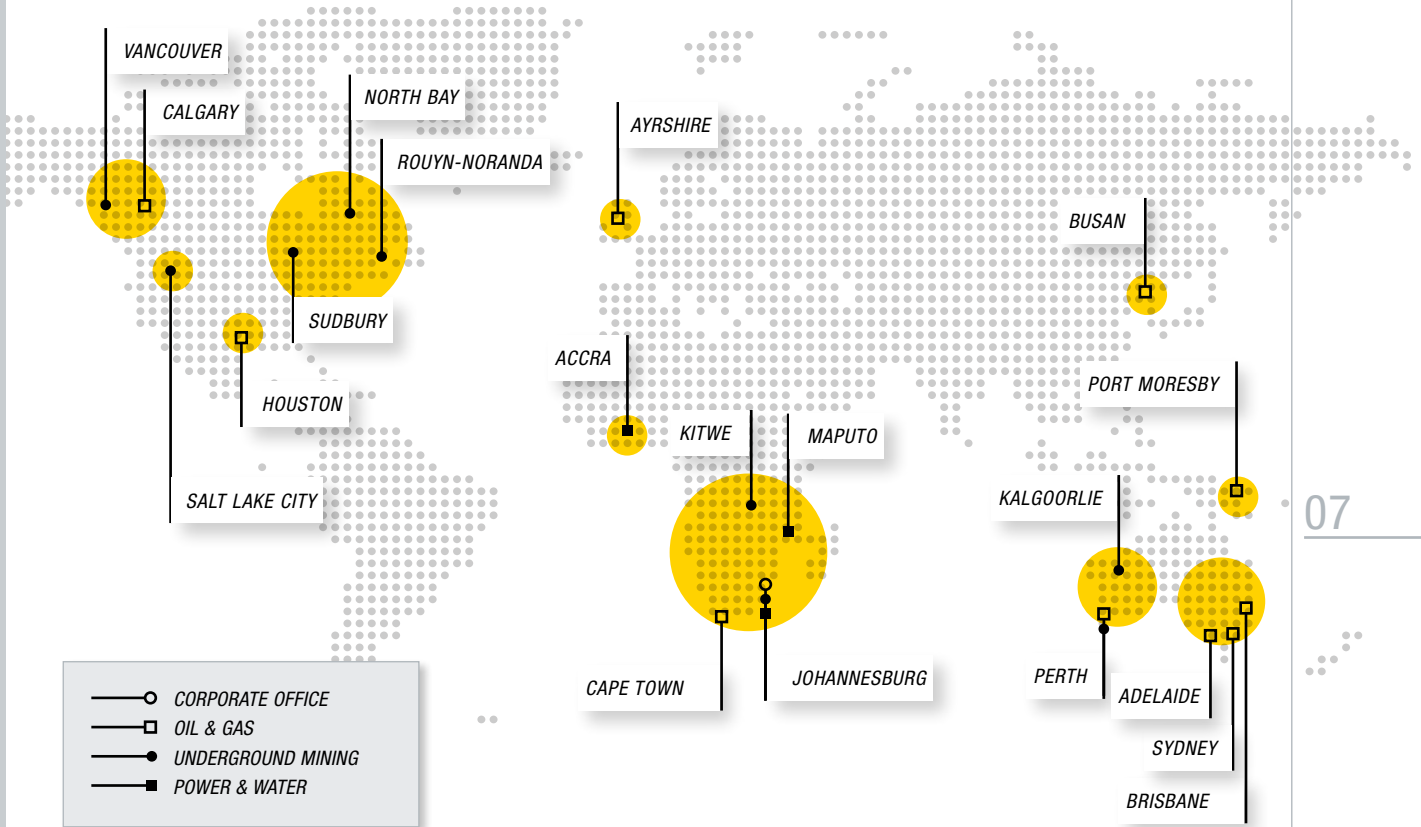 VANCOUVER
CALGARY
NORTH BAY
ROUYN-NORANDA
AYRSHIRE
BUSAN
SUDBURY
HOUSTON
SALT LAKE CITY
ACCRA
KITWE
MAPUTO
PORT MORESBY
KALGOORLIE
07
CAPE TOWN
JOHANNESBURG
PERTH
ADELAIDE
SYDNEY
BRISBANE
CORPORATE OFFICE
OIL & GAS
UNDERGROUND MINING
POWER & WATER